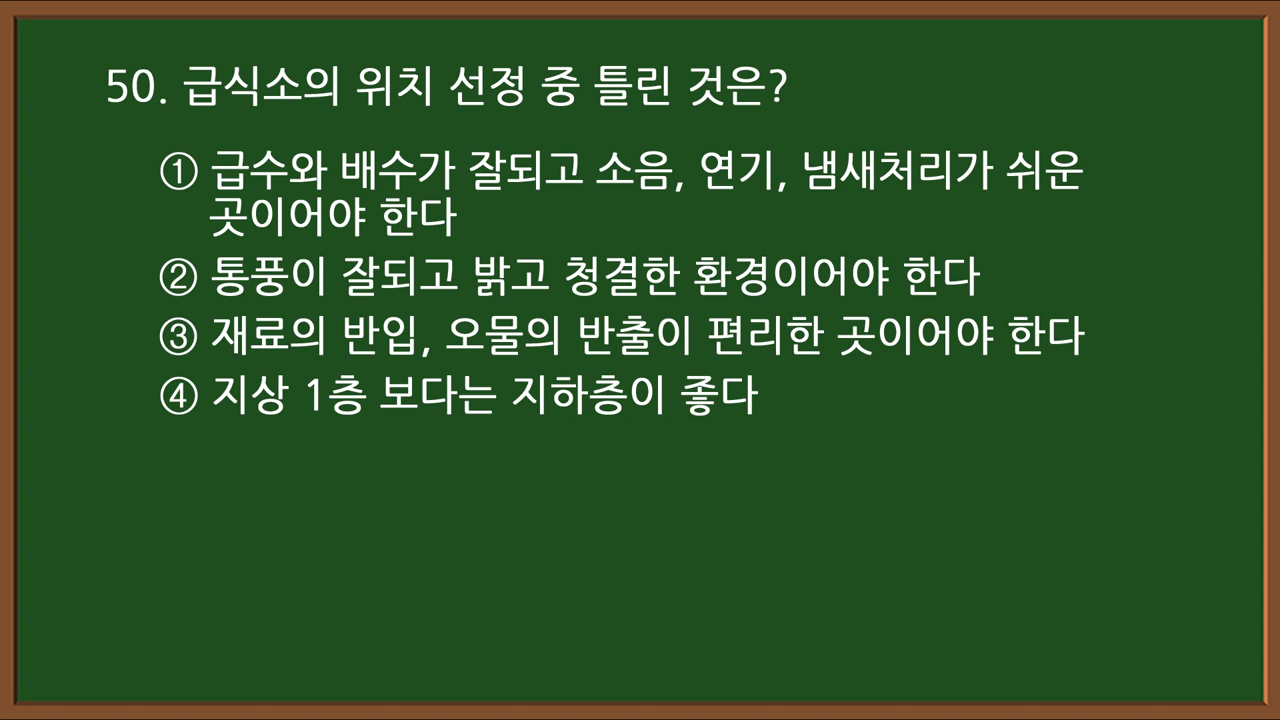 50. 급식소의 위치 선정 중 틀린 것은?
① 급수와 배수가 잘되고 소음, 연기, 냄새처리가 쉬운
곳이어야 한다
② 통풍이 잘되고 밝고 청결한 환경이어야 한다
③ 재료의 반입, 오물의 반출이 편리한 곳이어야 한다
④ 지상 1층 보다는 지하층이 좋다